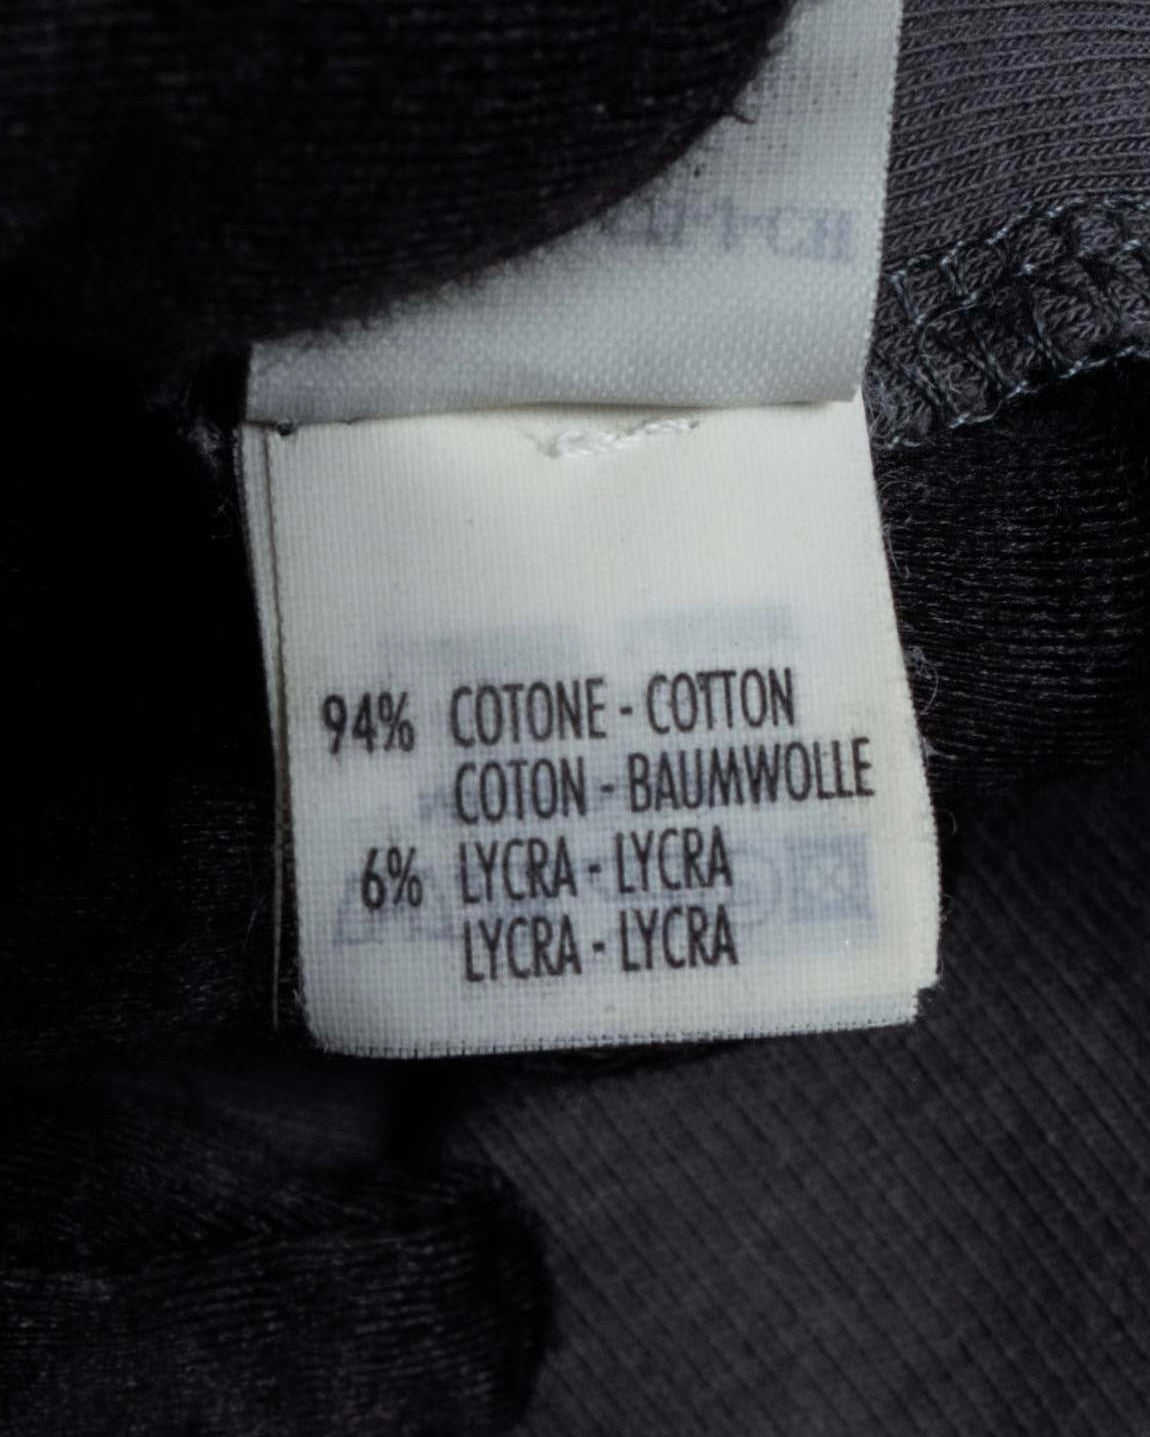 94% COTONE - COTTON
COTON - BAUMWOLLE
6% LYCRA - LYCRA
LYCRA - LYCRA